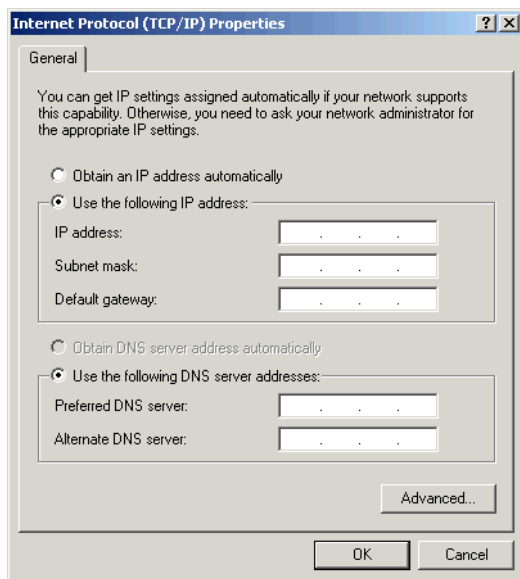 Internet Protocol (TCP/IP) Properties
General
You can get IP settings assigned automatically if your network supports
this capability. Otherwise, you need to ask your network administrator for
the appropriate IP settings.
Obtain an IP address automatically
Use the following IP address:
IP address:
Subnet mask:
Default gateway:
Obtain DNS server address automatically
Use the following DNS server addresses:
Preferred DNS server:
Alternate DNS server:
Advanced...
OK Cancel